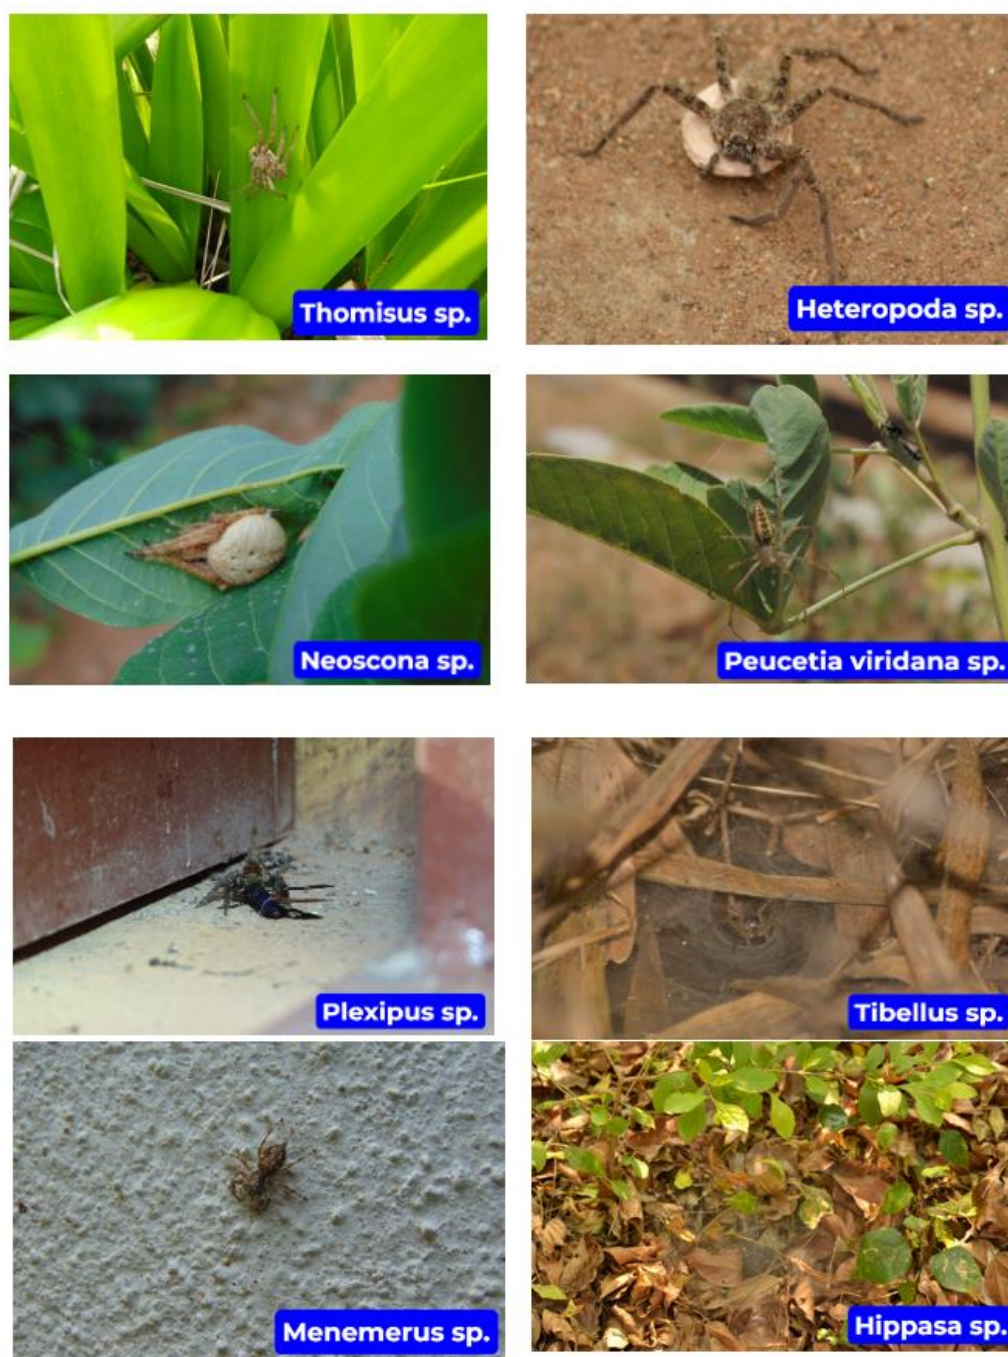 Thomisus sp.
Heteropoda sp.
Neoscona sp.
Peucetia viridana sp.
Plexipus sp.
Tibellus sp.
Menemerus sp.
Hippasa sp.